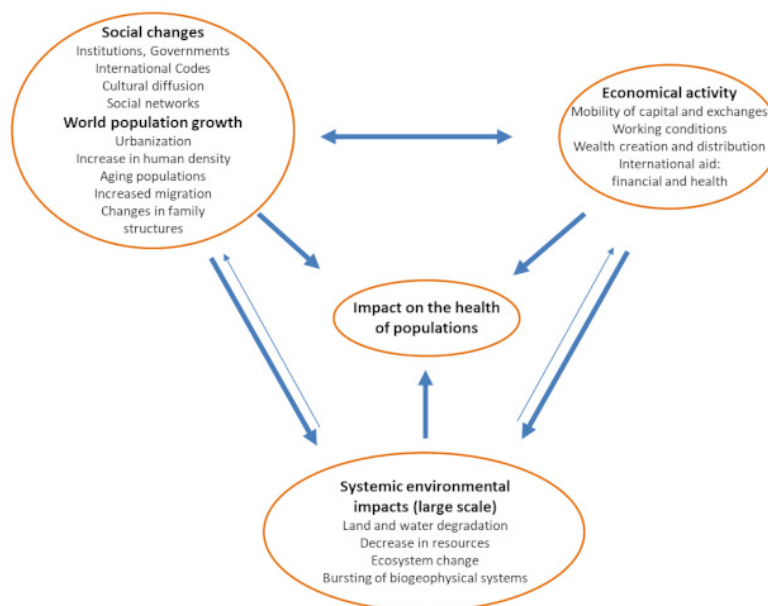 Social changes
Institutions, Governments
International Codes
Cultural diffusion
Social networks
World population growth
Urbanization
Increase in human density
Aging populations
Increased migration
Changes in family
structures
Economical activity
Mobility of capital and exchanges
Working conditions
Wealth creation and distribution
International aid:
financial and health
Impact on the health
of populations
Systemic environmental
impacts (large scale)
Land and water degradation
Decrease in resources
Ecosystem change
Bursting of biogeophysical systems